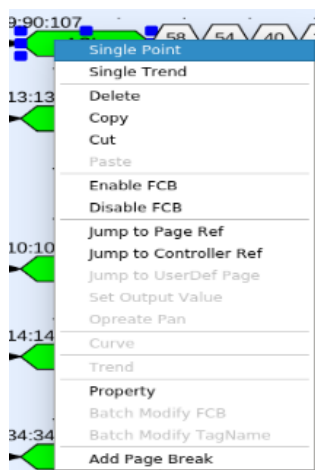 9:90:107
58 54 40
Single Point
Single Trend
13:13
Delete
Copy
Cut
Paste
Enable FCB
Disable FCB
Jump to Page Ref
10:10
Jump to Controller Ref
Jump to UserDef Page
Set Output Value
Opreate Pan
14:14
Curve
Trend
Property
Batch Modify FCB
34:34
Batch Modify TagName
Add Page Break